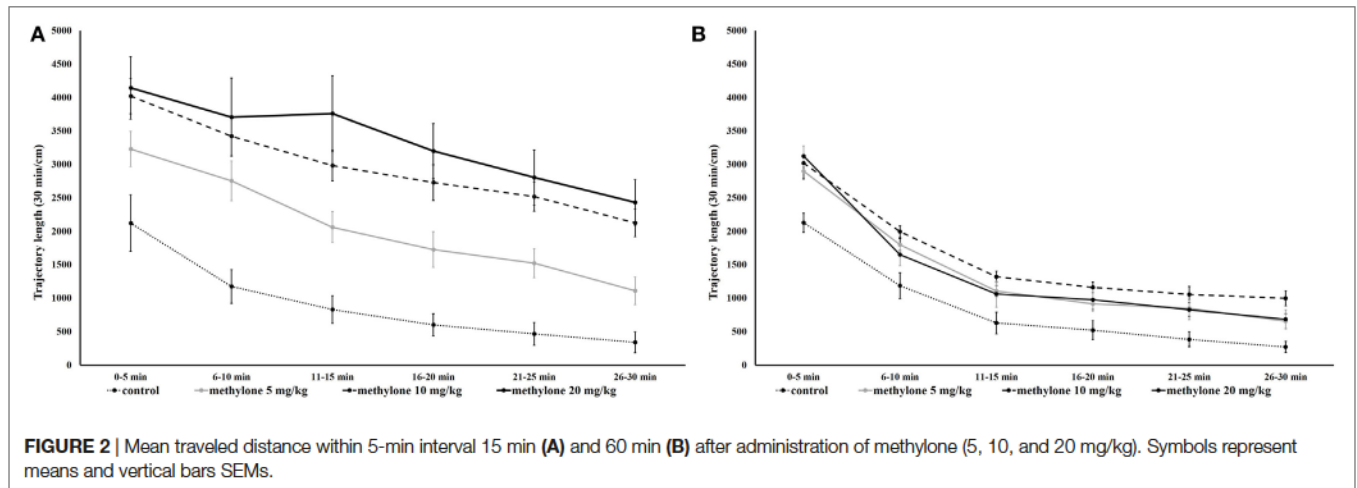 A
Trajectory length (30 min/cm)
5000
4500
4000
3500
3000
2500
2000
1500
1000
500
0
0-5 min 6-10 min 11-15 min 16-20 min 21-25 min 26-30 min
control methylone 5 mg/kg methylone 10 mg/kg methylone 20 mg/kg
B
Trajectory length (30 min/cm)
5000
4500
4000
3500
3000
2500
2000
1500
1000
500
0
0-5 min 6-10 min 11-15 min 16-20 min 21-25 min 26-30 min
control methylone 5 mg/kg methylone 10 mg/kg methylone 20 mg/kg
FIGURE 2 | Mean traveled distance within 5-min interval 15 min (A) and 60 min (B) after administration of methylone (5, 10, and 20 mg/kg). Symbols represent
means and vertical bars SEMs.